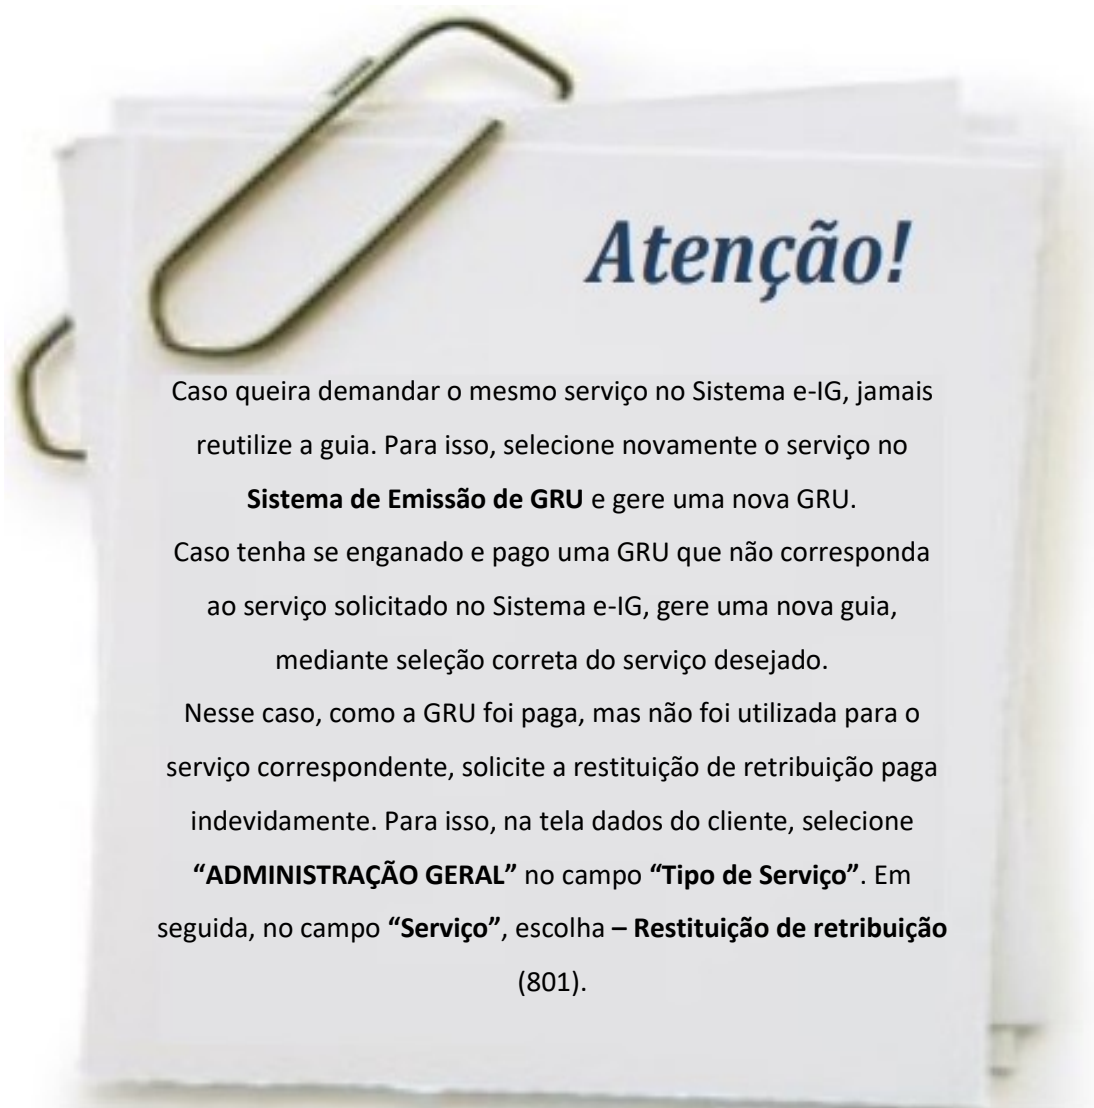 Atenção!
Caso queira demandar o mesmo serviço no Sistema e-IG, jamais
reutilize a guia. Para isso, selecione novamente o serviço no
Sistema de Emissão de GRU e gere uma nova GRU.
Caso tenha se enganado e pago uma GRU que não corresponda
ao serviço solicitado no Sistema e-IG, gere uma nova guia,
mediante seleção correta do serviço desejado.
Nesse caso, como a GRU foi paga, mas não foi utilizada para o
serviço correspondente, solicite a restituição de retribuição paga
indevidamente. Para isso, na tela dados do cliente, selecione
“ADMINISTRAÇÃO GERAL” no campo “Tipo de Serviço”. Em
seguida, no campo “Serviço”, escolha – Restituição de retribuição
(801).